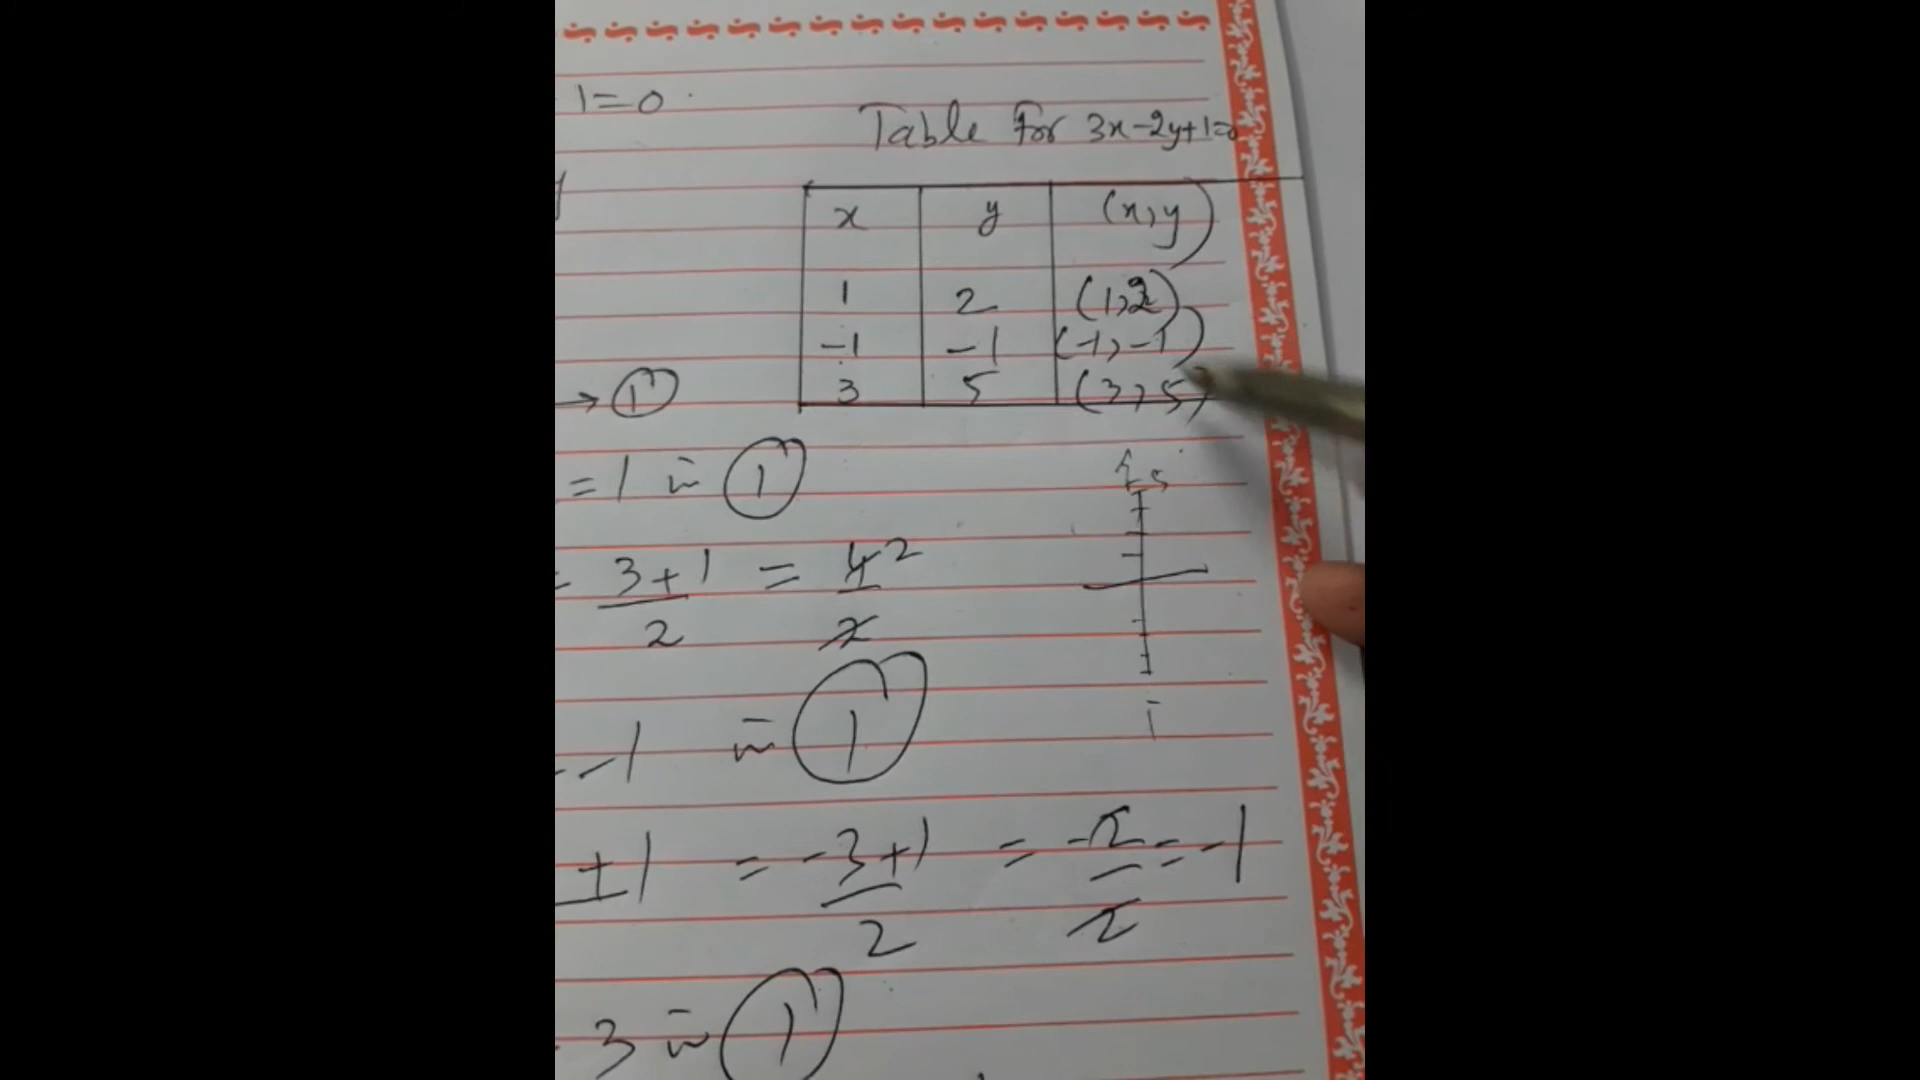 1=0
Table For 3x-2y+1=0
x y (x,y)
1 2 (1,2)
-1 -1 (-1,-1)
3 5 (3,5)
→ 1
=1 in 1
= 3+1 = 4 2
2 2
-1 in 1
+1 = -3+1 = -2 = -1
2 2
3 in 1